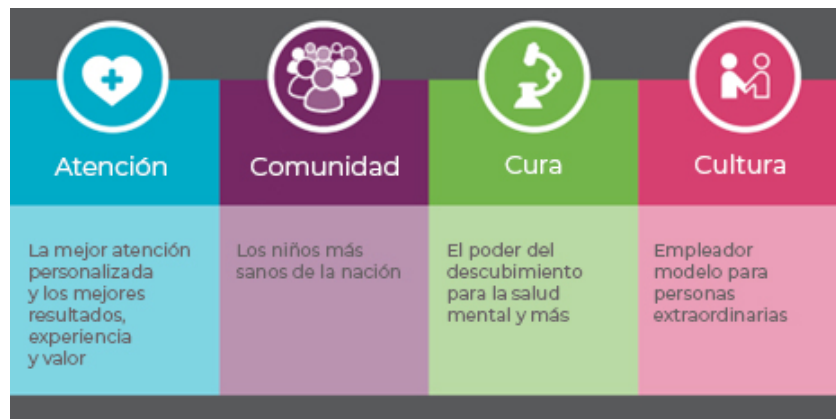 Atención
La mejor atención
personalizada
y los mejores
resultados,
experiencia
y valor
Comunidad
Los niños más
sanos de la nación
Cura
El poder del
descubimiento
para la salud
mental y más
Cultura
Empleador
modelo para
personas
extraordinarias